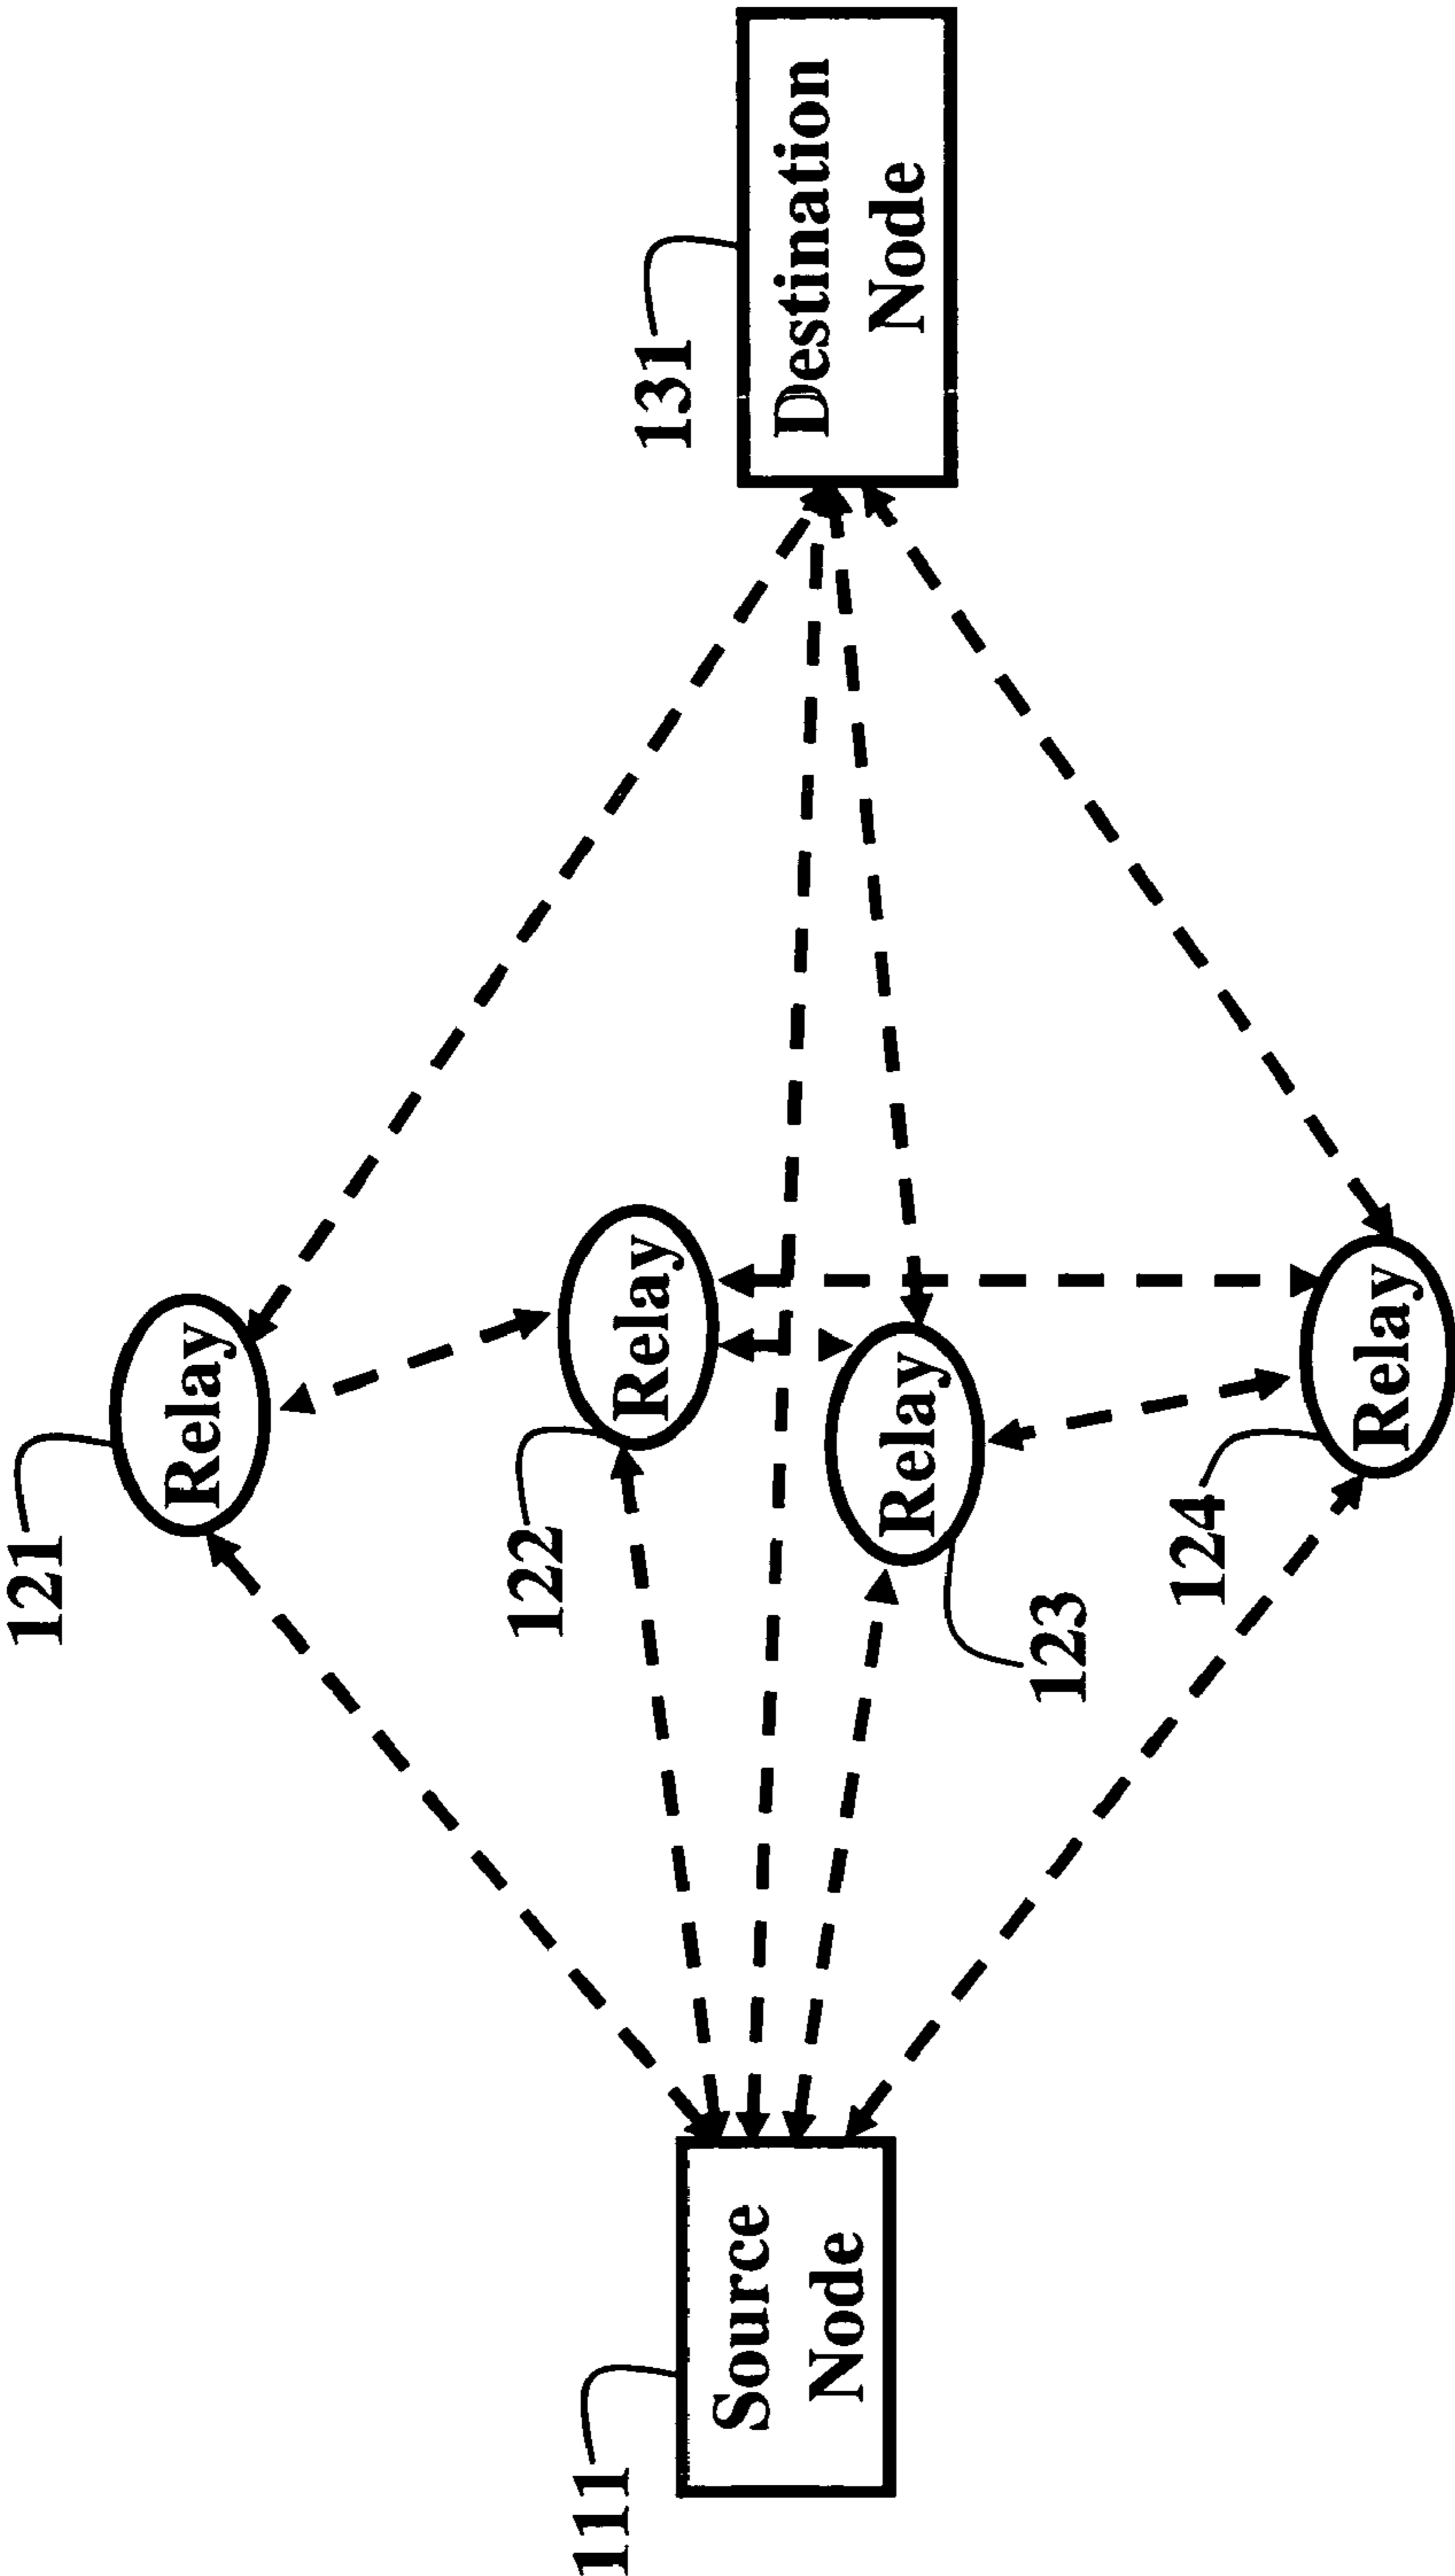 121
Relay
122
Relay
111
Source
Node
131
Destination
Node
Relay
123
124
Relay